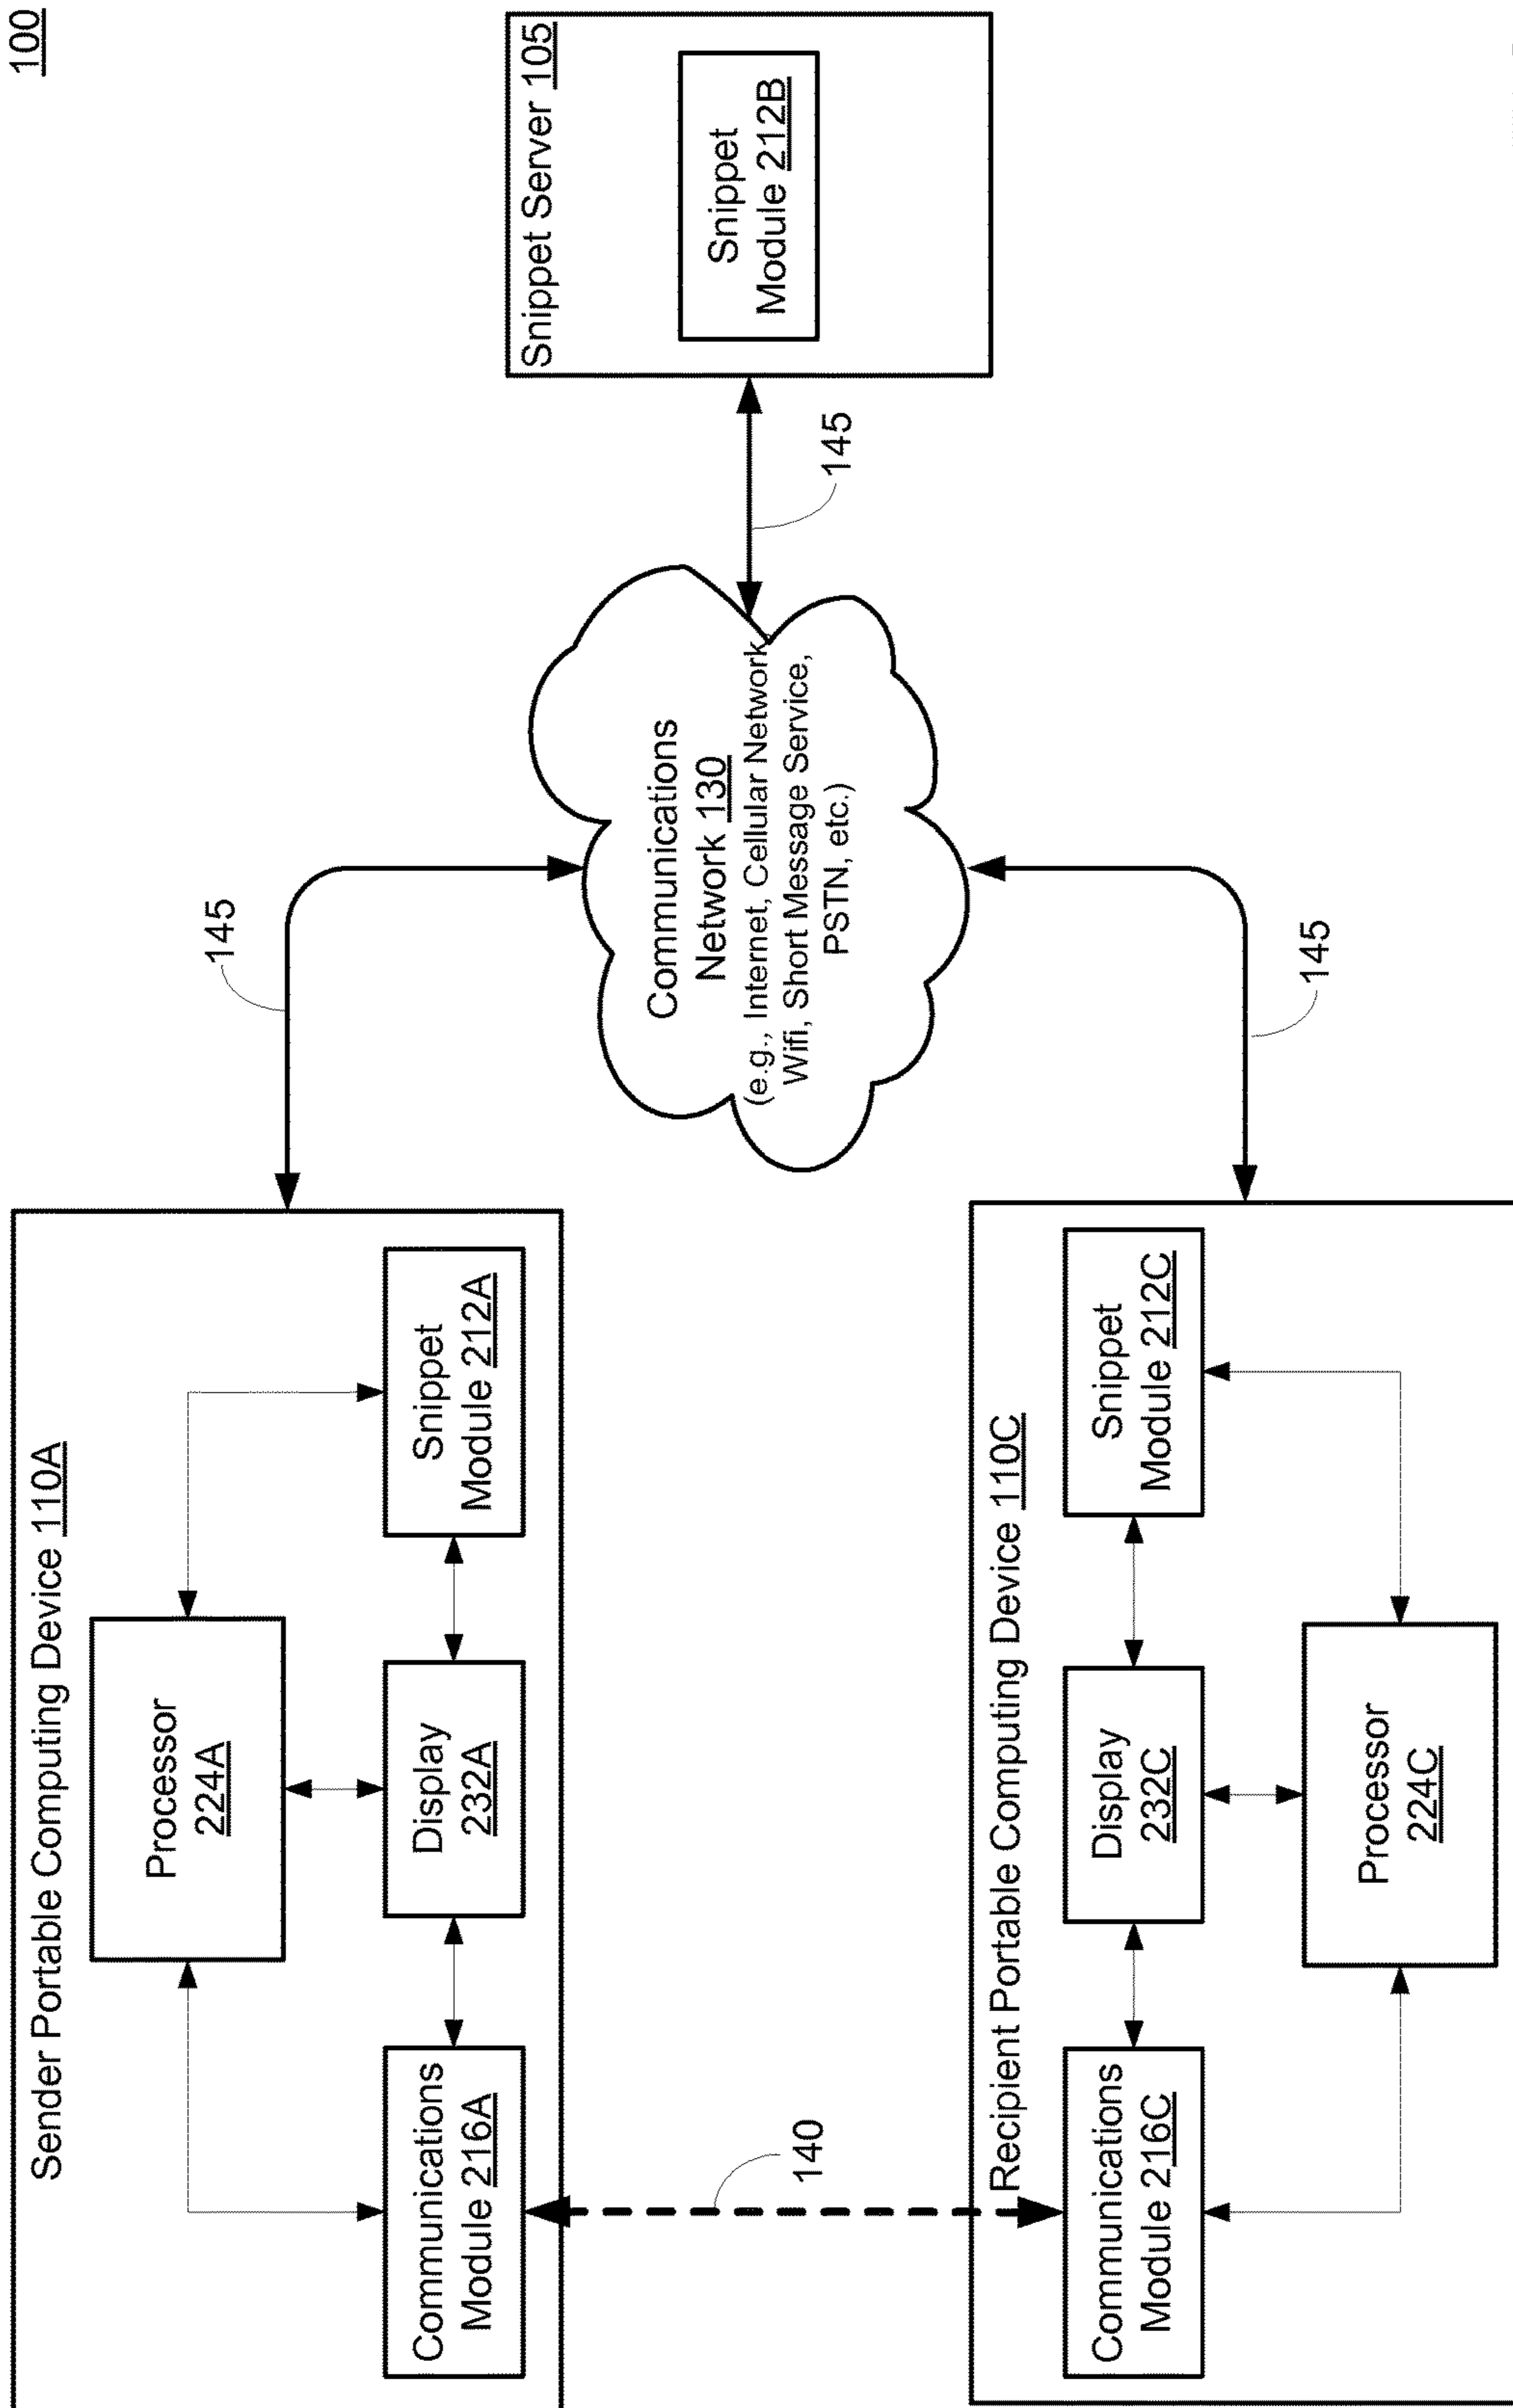 100
Sender Portable Computing Device 110A
Processor
224A
Communications
Module 216A
Display
232A
Snippet
Module 212A
145
140
Communications
Network 130
(e.g., Internet, Cellular Network,
Wifi, Short Message Service,
PSTN, etc.)
145
Snippet Server 105
Snippet
Module 212B
Recipient Portable Computing Device 110C
Communications
Module 216C
Display
232C
Snippet
Module 212C
Processor
224C
145